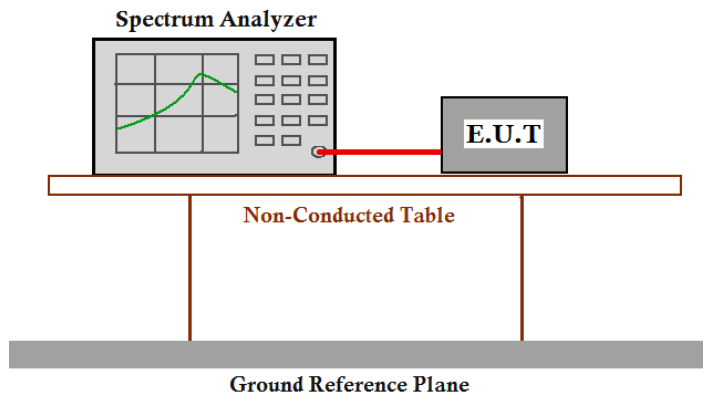 Spectrum Analyzer
E.U.T
Non-Conducted Table
Ground Reference Plane